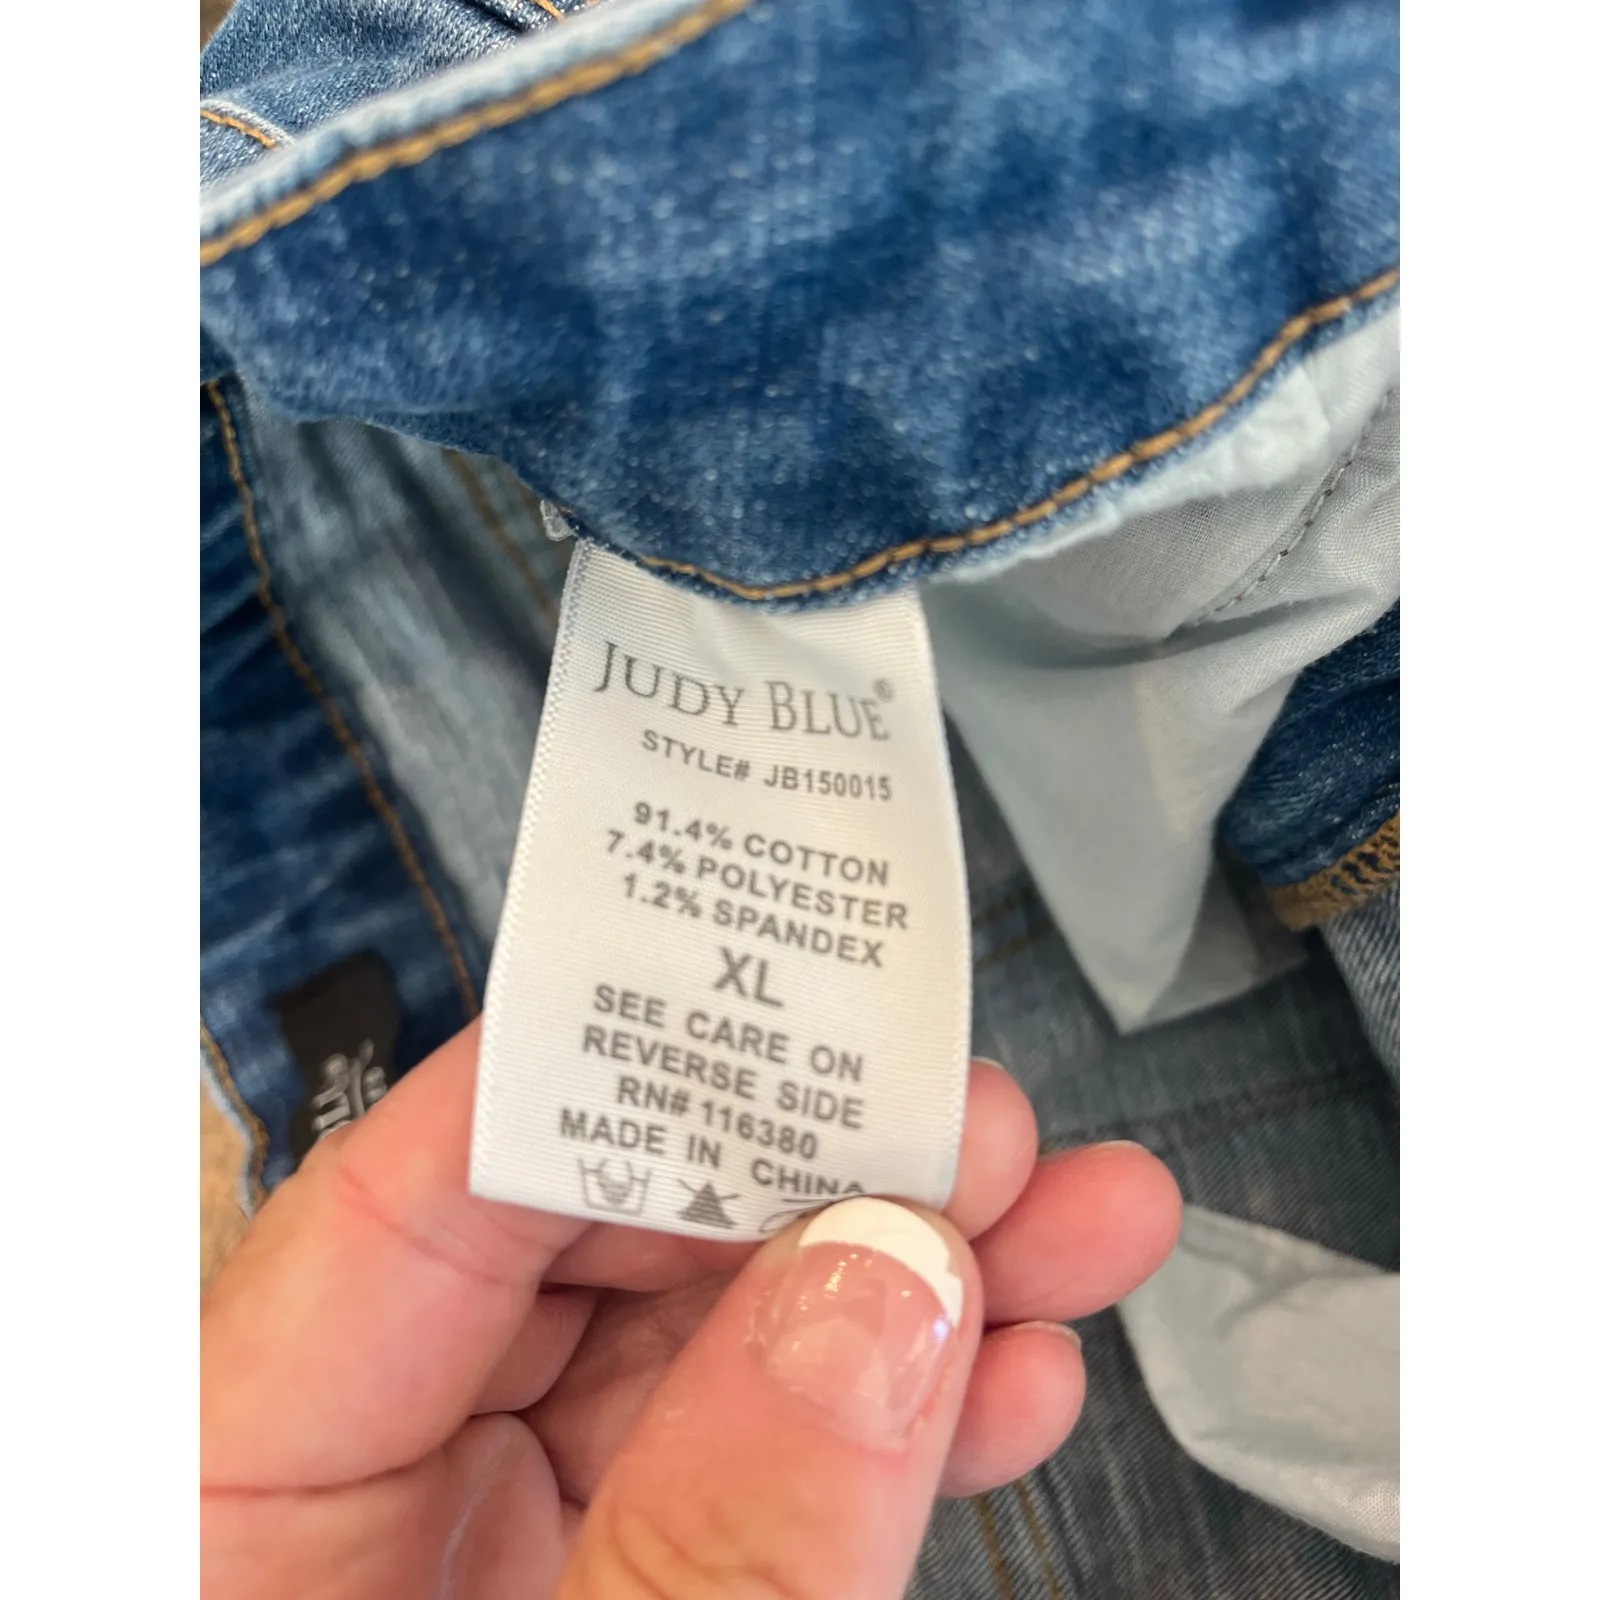 JUDY BLUE®
STYLE# JB150015
91.4% COTTON
7.4% POLYESTER
1.2% SPANDEX
XL
SEE CARE ON
REVERSE SIDE
RN# 116380
MADE IN CHINA